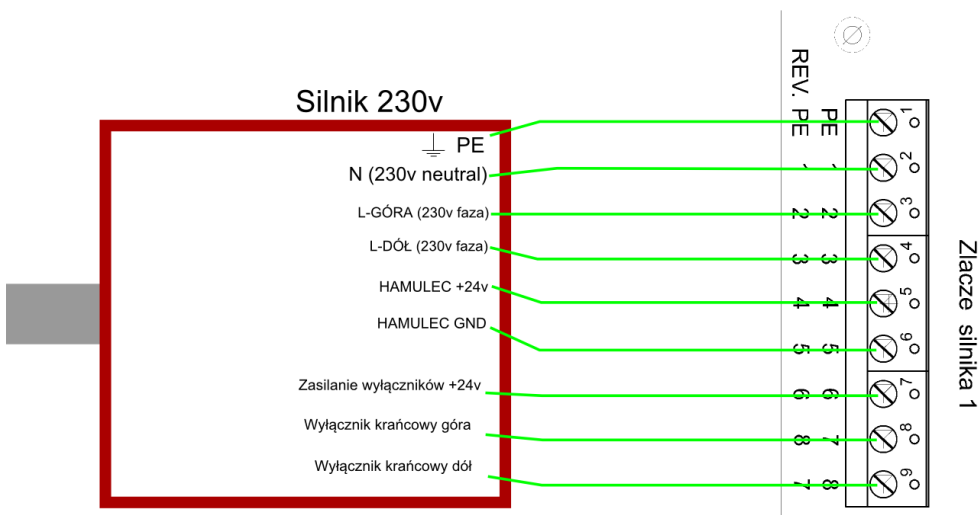 Silnik 230v
PE
N (230v neutral)
L-GÓRA (230v faza)
L-DÓŁ (230v faza)
HAMULEC +24v
HAMULEC GND
Zasilanie wyłączników +24v
Wyłącznik krańcowy góra
Wyłącznik krańcowy dół
REV. PE 1 2 3 4 5 6 8 7
PE 1 2 3 4 5 6 7 8
1 2 3 4 5 6 7 8 9
Zlacze silnika 1